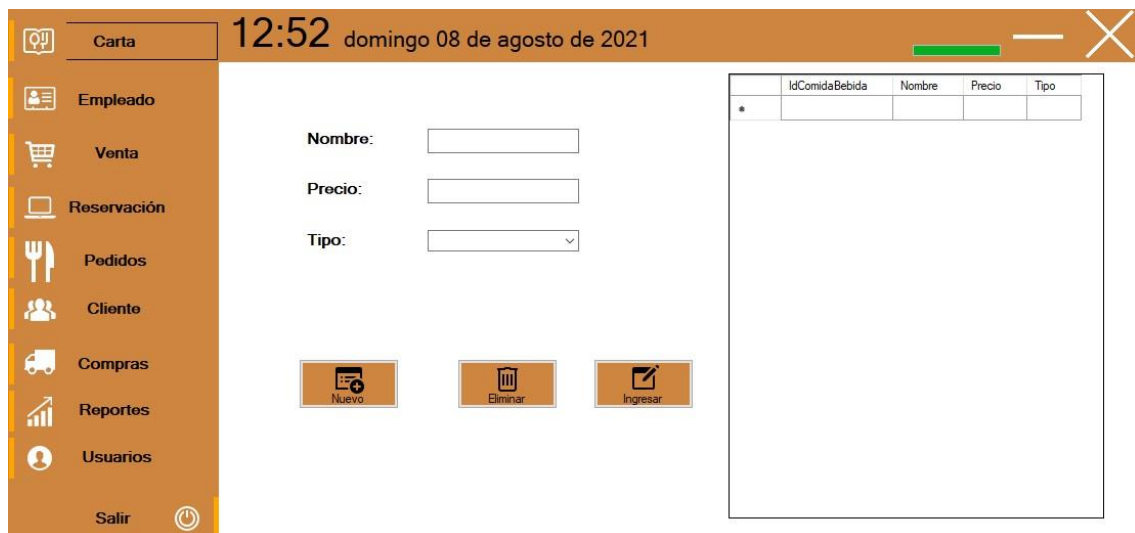 Carta
12:52 domingo 08 de agosto de 2021
Empleado
Venta
Reservación
Pedidos
Cliente
Compras
Reportes
Usuarios
Salir
Nombre:
Precio:
Tipo:
Nuevo
Eliminar
Ingresar
IdComidaBebida Nombre Precio Tipo
*